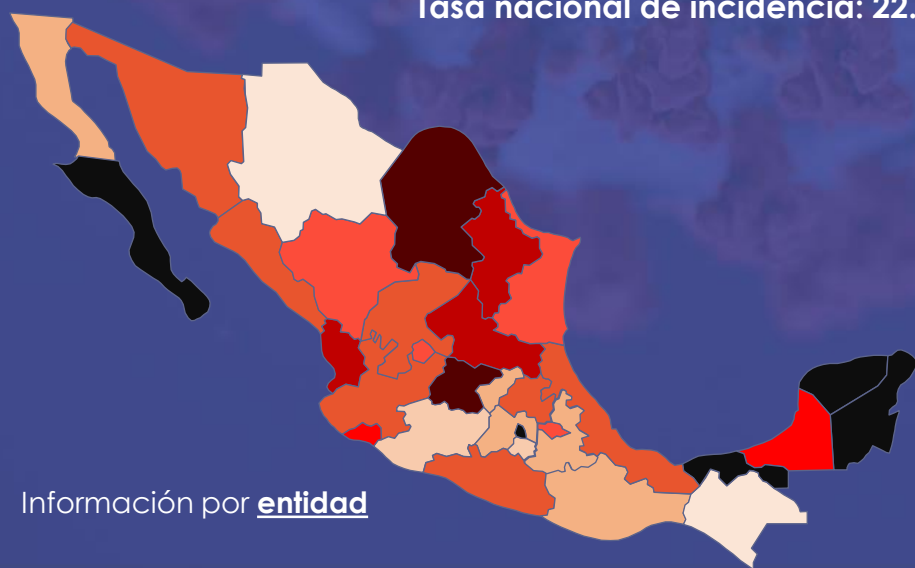 Tasa nacional de incidencia: 22.
Información por entidad